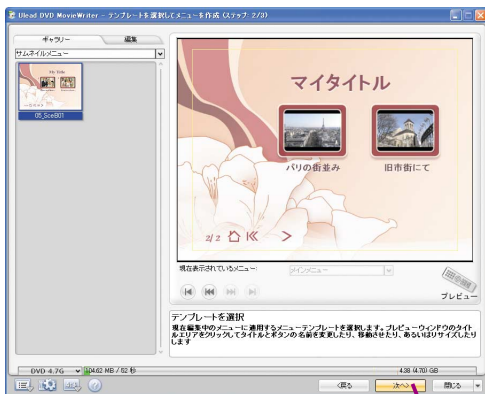 Ulead DVD MovieWriter - テンプレートを選択してメニューを作成 (ステップ: 2/3)
ギャラリー
編集
サムネイルメニュー
My Title
05_SceB01
マイタイトル
パリの街並み
旧市街にて
2/ 2
現在表示されているメニュー:
メインメニュー
プレビュー
テンプレートを選択
現在編集中のメニューに適用するメニューテンプレートを選択します。プレビューウィンドウのタイト
ルエリアをクリックしてタイトルとボタンの名前を変更したり、移動させたり、あるいはリサイズしたり
します
DVD 4.7G
104.62 MB / 52 秒
4.38 (4.70) GB
<戻る
次へ>
閉じる